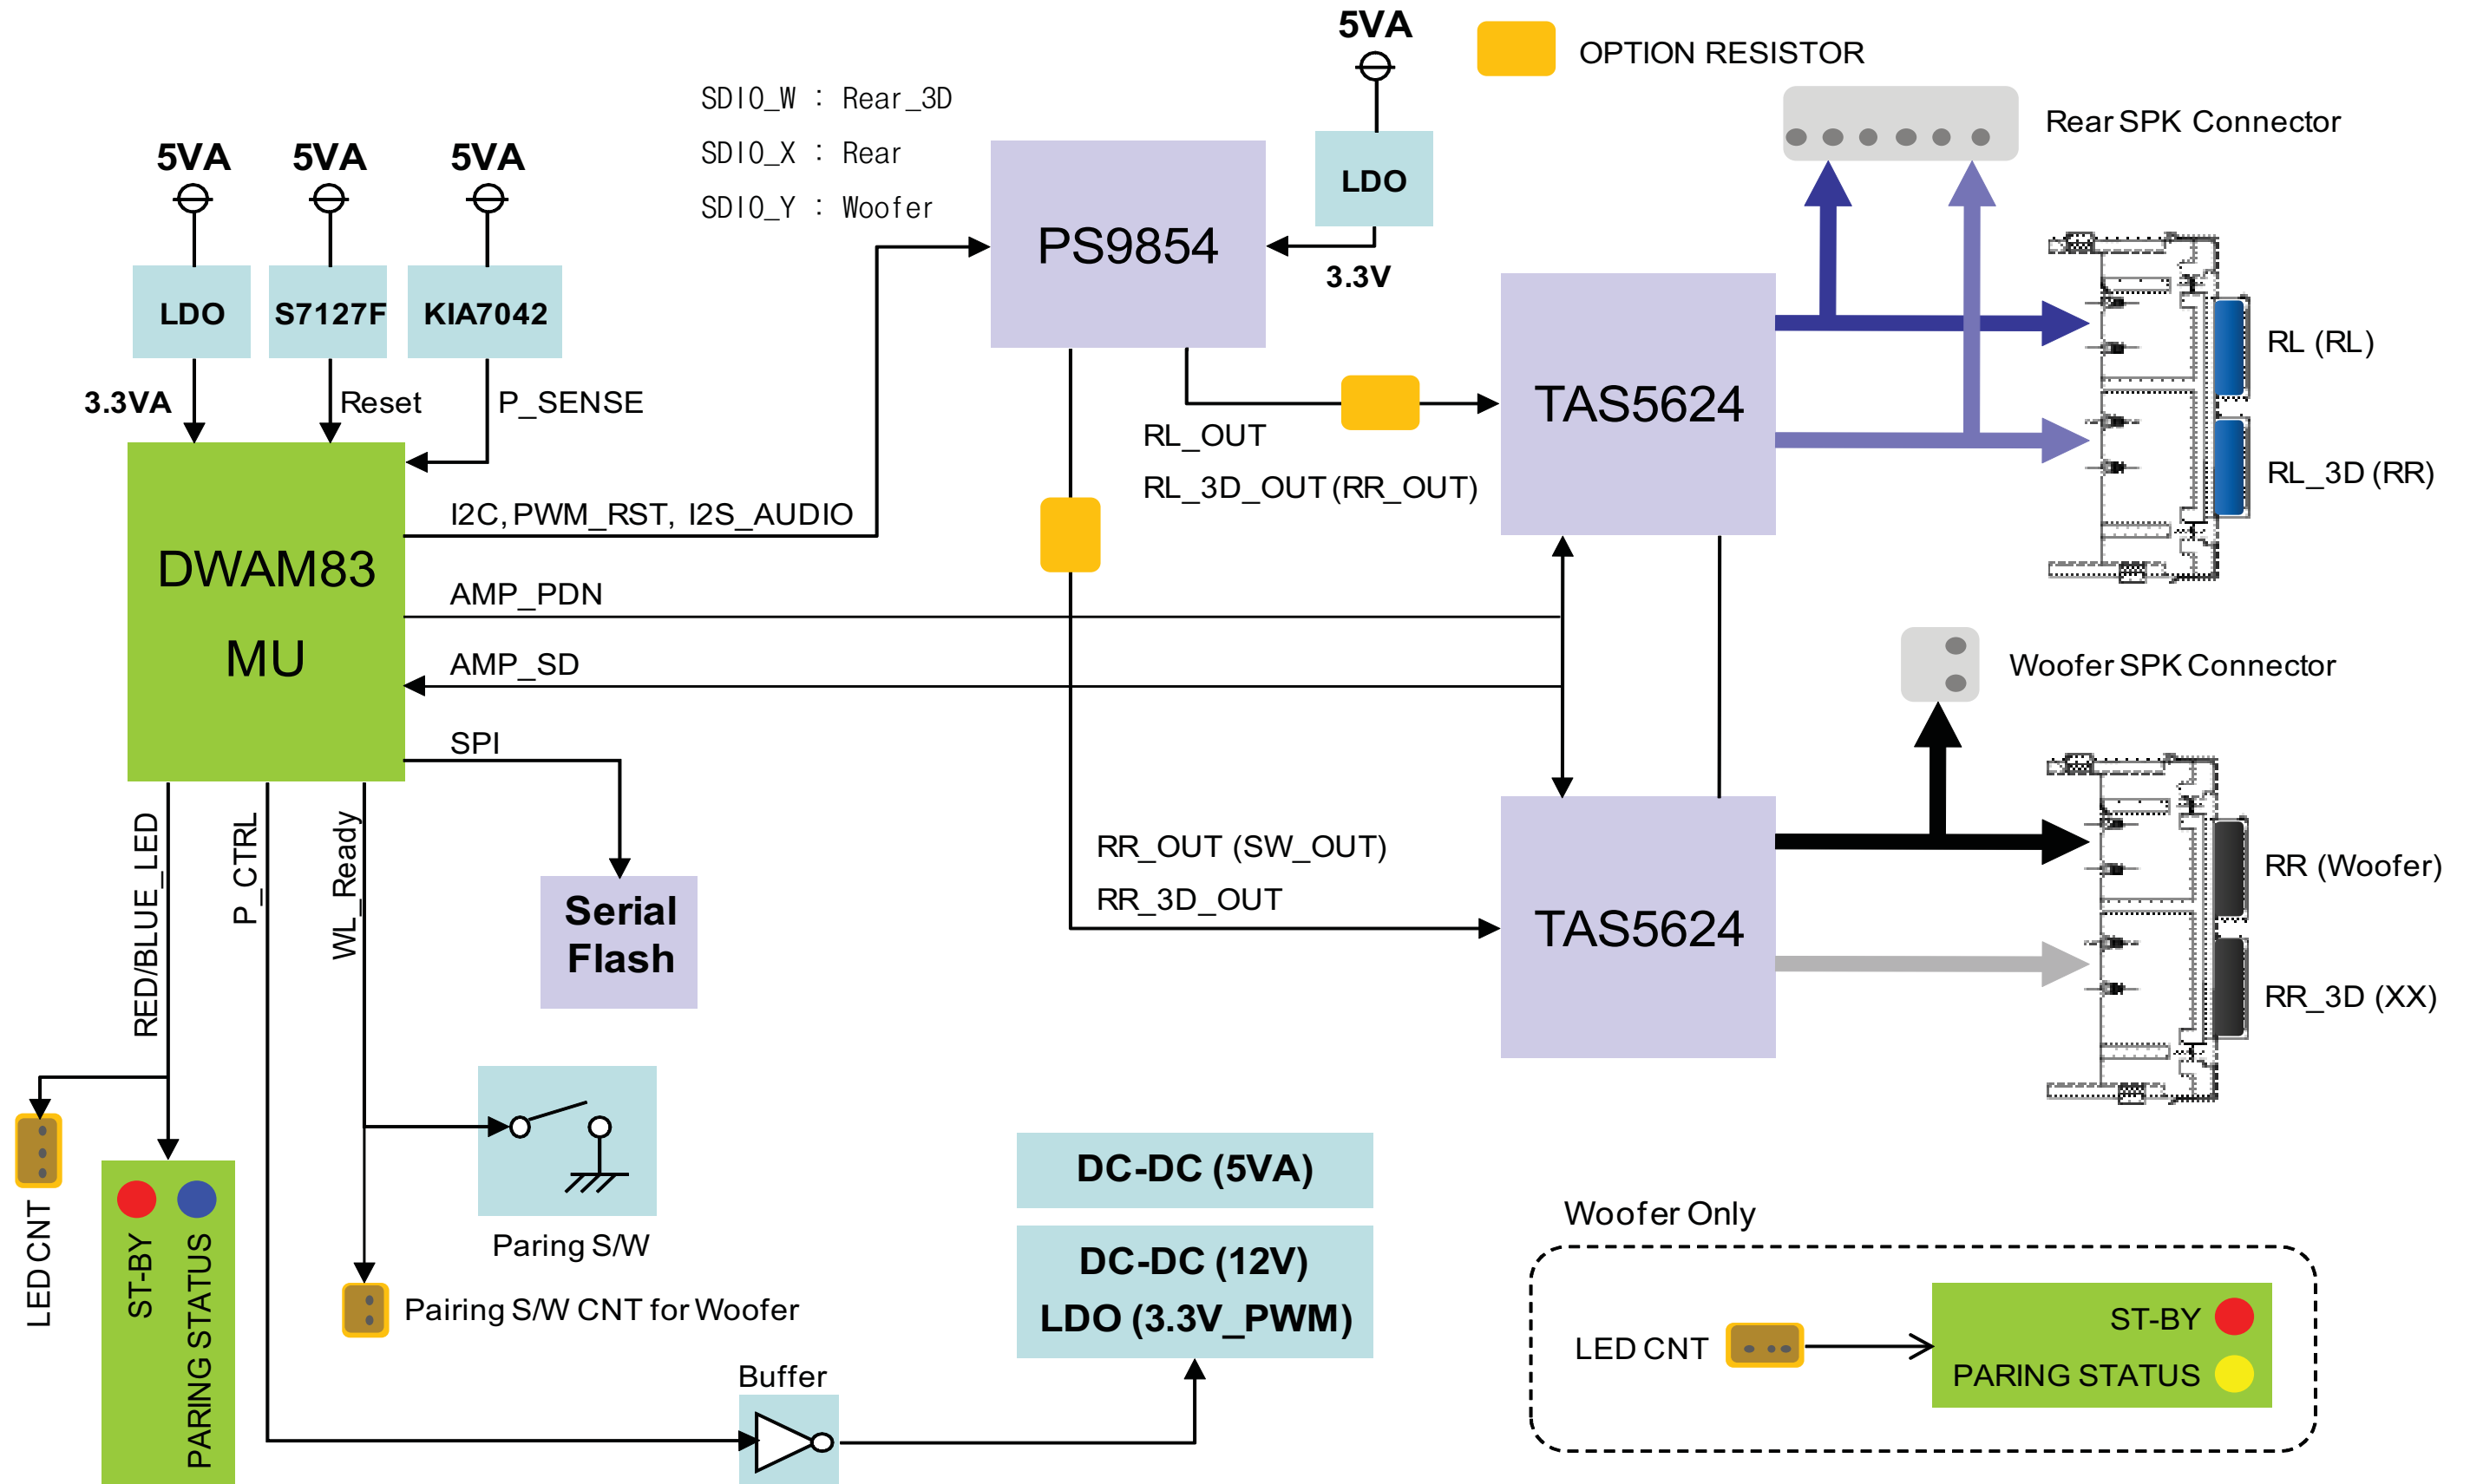 5VA
OPTION RESISTOR
SDIO_W : Rear_3D
SDIO_X : Rear
SDIO_Y : Woofer
Rear SPK Connector
5VA
5VA
5VA
LDO
PS9854
3.3V
LDO
S7127F
KIA7042
3.3VA
Reset
P_SENSE
TAS5624
RL (RL)
RL_3D (RR)
RL_OUT
RL_3D_OUT (RR_OUT)
I2C, PWM_RST, I2S_AUDIO
DWAM83
MU
AMP_PDN
AMP_SD
SPI
Woofer SPK Connector
RED/BLUE_LED
P_CTRL
WL_Ready
Serial
Flash
RR_OUT (SW_OUT)
RR_3D_OUT
TAS5624
RR (Woofer)
RR_3D (XX)
LED CNT
ST-BY
PARING STATUS
Paring S/W
Pairing S/W CNT for Woofer
DC-DC (5VA)
DC-DC (12V)
LDO (3.3V_PWM)
Buffer
Woofer Only
LED CNT
ST-BY
PARING STATUS